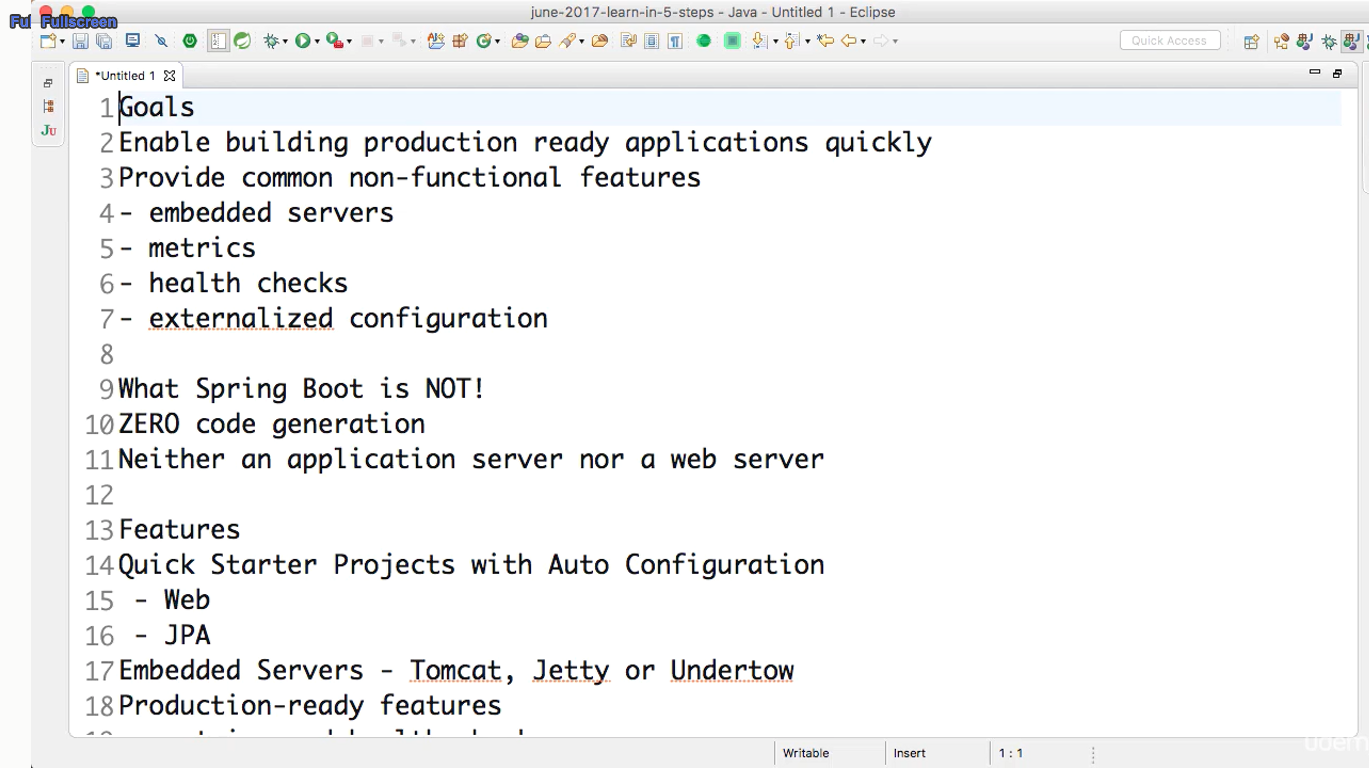 Fullscreen
june-2017-learn-in-5-steps - Java - Untitled 1 - Eclipse
Quick Access
*Untitled 1
JU
1 Goals
2 Enable building production ready applications quickly
3 Provide common non-functional features
4 - embedded servers
5 - metrics
6 - health checks
7 - externalized configuration
8
9 What Spring Boot is NOT!
10 ZERO code generation
11 Neither an application server nor a web server
12
13 Features
14 Quick Starter Projects with Auto Configuration
15 - Web
16 - JPA
17 Embedded Servers - Tomcat, Jetty or Undertow
18 Production-ready features
Writable Insert 1 : 1